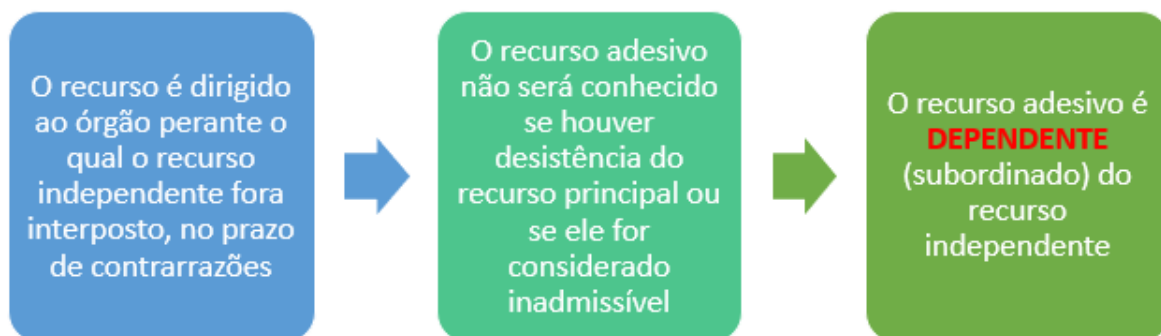 O recurso é dirigido
ao órgão perante o
qual o recurso
independente fora
interposto, no prazo
de contrarrazões
O recurso adesivo
não será conhecido
se houver
desistência do
recurso principal ou
se ele for
considerado
inadmissível
O recurso adesivo é
DEPENDENTE
(subordinado) do
recurso
independente